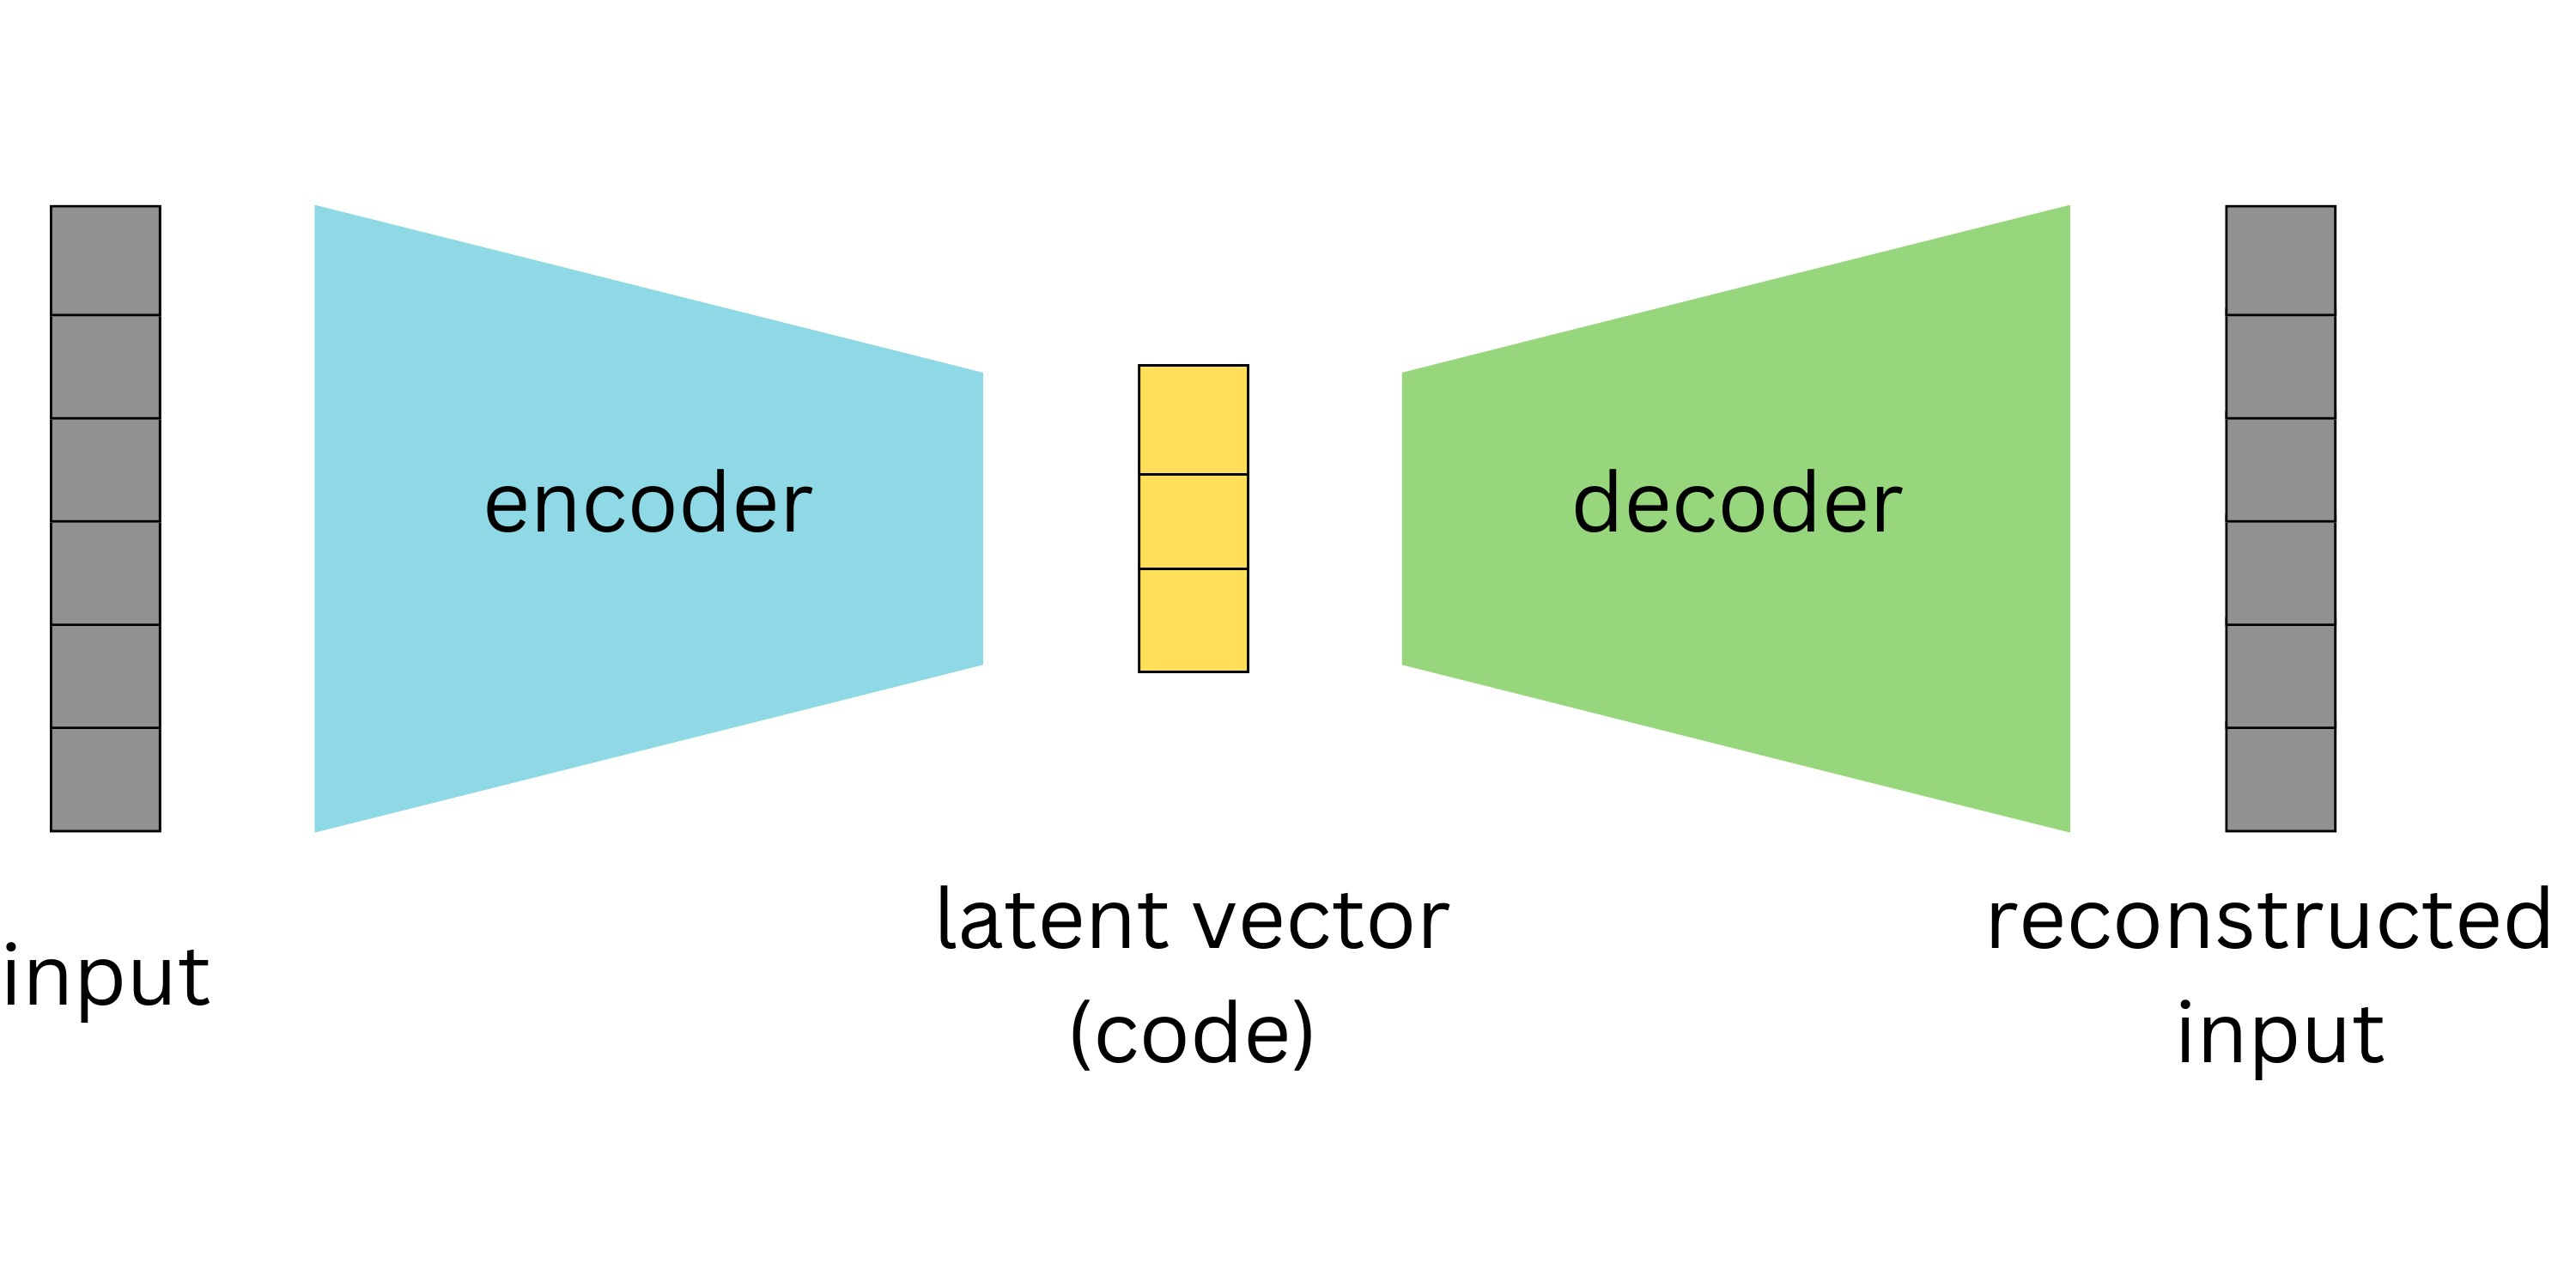 encoder
decoder
input
latent vector
(code)
reconstructed
input